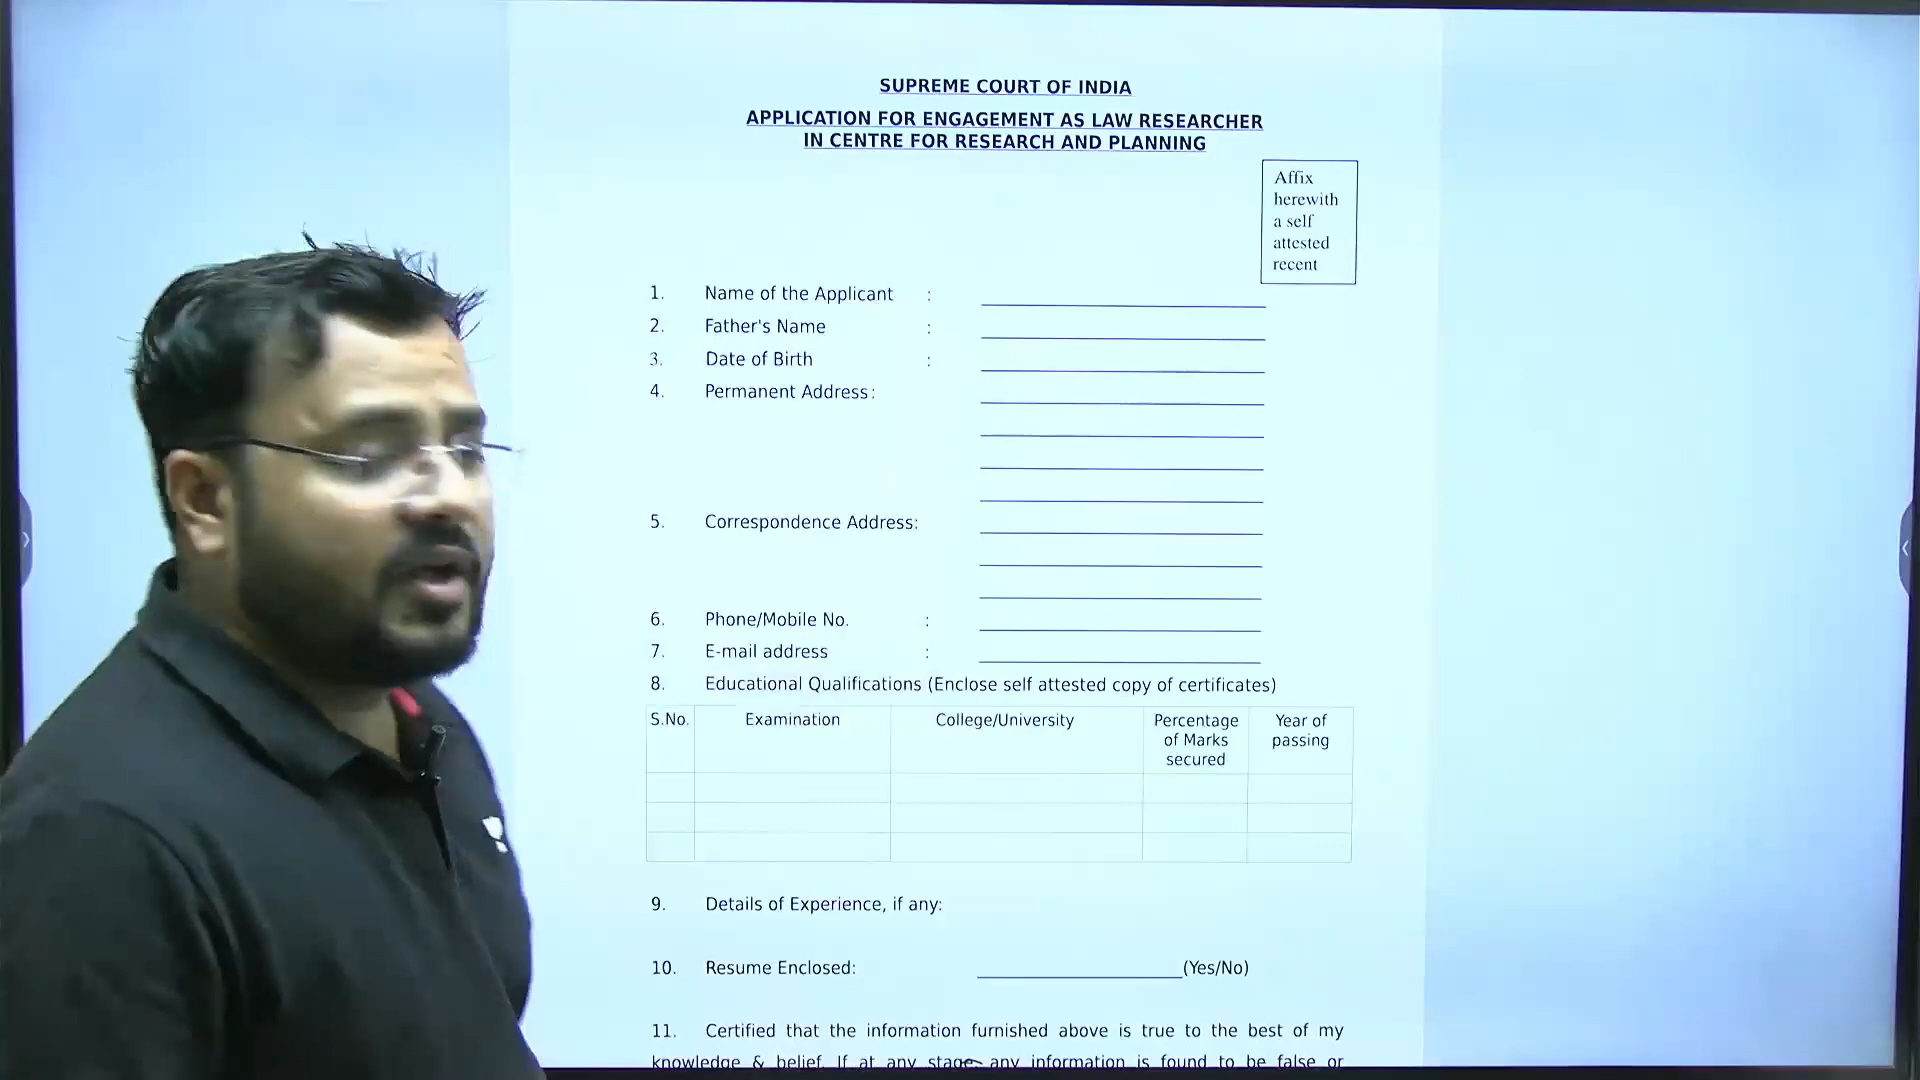 SUPREME COURT OF INDIA
APPLICATION FOR ENGAGEMENT AS LAW RESEARCHER
IN CENTRE FOR RESEARCH AND PLANNING
Affix
herewith
a self
attested
recent
1. Name of the Applicant :
2. Father's Name :
3. Date of Birth :
4. Permanent Address :
5. Correspondence Address:
6. Phone/Mobile No. :
7. E-mail address :
8. Educational Qualifications (Enclose self attested copy of certificates)
S.No. Examination College/University Percentage of Marks secured Year of passing
9. Details of Experience, if any:
10. Resume Enclosed: (Yes/No)
11. Certified that the information furnished above is true to the best of my
knowledge & belief. If at any stage, any information is found to be false or